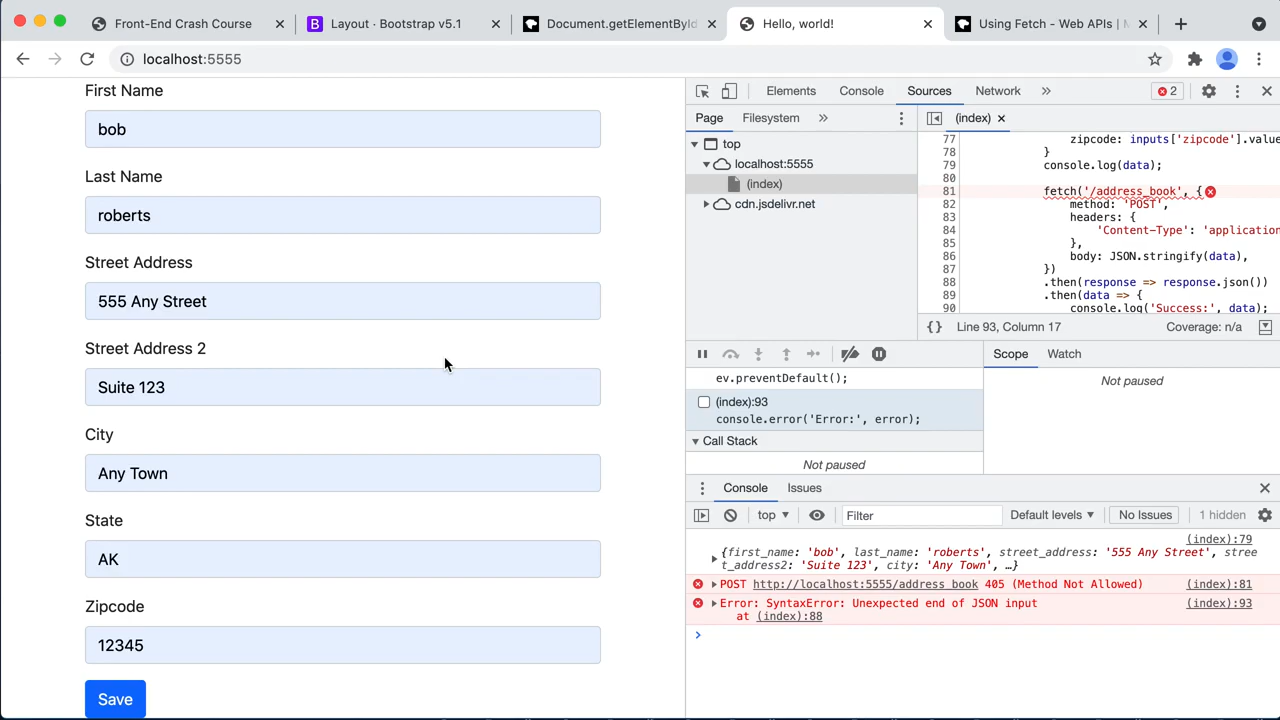 Front-End Crash Course
Layout · Bootstrap v5.1
Document.getElementById
Hello, world!
Using Fetch - Web APIs | M
localhost:5555
First Name
bob
Last Name
roberts
Street Address
555 Any Street
Street Address 2
Suite 123
City
Any Town
State
AK
Zipcode
12345
Save
Elements
Console
Sources
Network
»
2
Page
Filesystem
»
(index)
top
localhost:5555
(index)
cdn.jsdelivr.net
77 zipcode: inputs['zipcode'].value
78 }
79 console.log(data);
80
81 fetch('/address_book', {
82 method: 'POST',
83 headers: {
84 'Content-Type': 'application
85 },
86 body: JSON.stringify(data),
87 })
88 .then(response => response.json())
89 .then(data => {
90 console.log('Success:', data);
{} Line 93, Column 17
Coverage: n/a
Scope
Watch
ev.preventDefault();
(index):93
console.error('Error:', error);
Call Stack
Not paused
Not paused
Console
Issues
top
Filter
Default levels
No Issues
1 hidden
(index):79
{first_name: 'bob', last_name: 'roberts', street_address: '555 Any Street', stree
t_address2: 'Suite 123', city: 'Any Town', …}
POST http://localhost:5555/address_book 405 (Method Not Allowed)
(index):81
Error: SyntaxError: Unexpected end of JSON input
(index):93
at (index):88